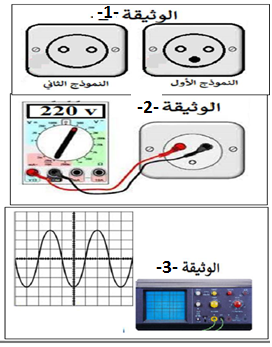 الوثيقة -1-
النموذج الأول
النموذج الثاني
الوثيقة -2-
220 v
الوثيقة -3-